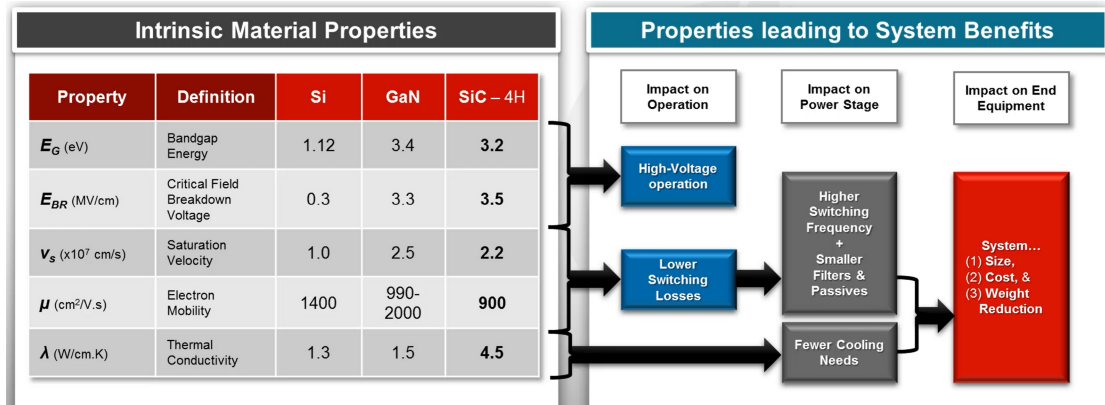 Intrinsic Material Properties
Property Definition Si GaN SiC – 4H
E_G (eV) Bandgap
Energy 1.12 3.4 3.2
E_BR (MV/cm) Critical Field
Breakdown
Voltage 0.3 3.3 3.5
v_s (x10⁷ cm/s) Saturation
Velocity 1.0 2.5 2.2
μ (cm²/V.s) Electron
Mobility 1400 990-
2000 900
λ (W/cm.K) Thermal
Conductivity 1.3 1.5 4.5
Properties leading to System Benefits
Impact on
Operation
Impact on
Power Stage
Impact on End
Equipment
High-Voltage
operation
Lower
Switching
Losses
Higher
Switching
Frequency
+
Smaller
Filters &
Passives
Fewer Cooling
Needs
System…
(1) Size,
(2) Cost, &
(3) Weight
Reduction